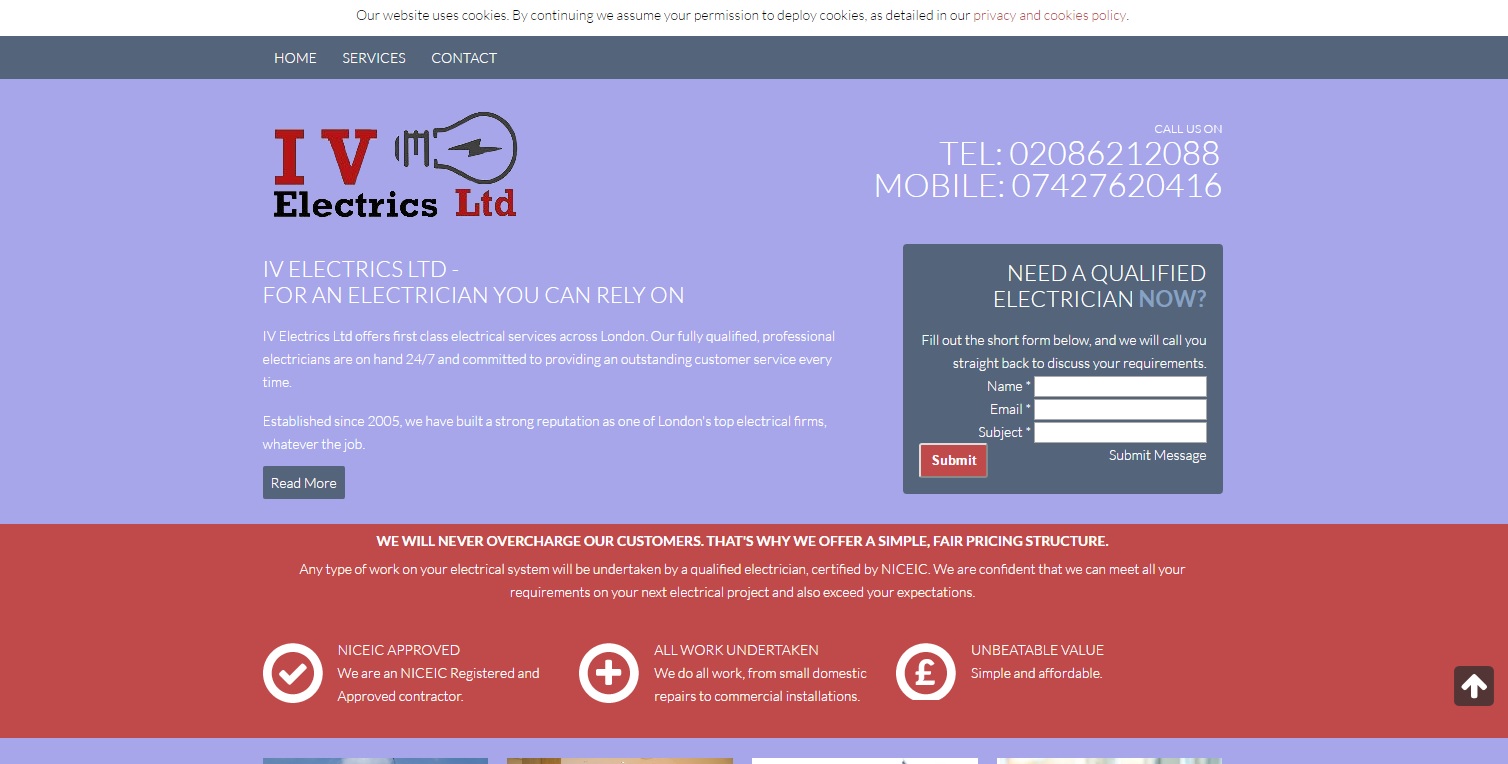 Our website uses cookies. By continuing we assume your permission to deploy cookies, as detailed in our privacy and cookies policy.
HOME SERVICES CONTACT
I V
Electrics Ltd
CALL US ON
TEL: 02086212088
MOBILE: 07427620416
IV ELECTRICS LTD -
FOR AN ELECTRICIAN YOU CAN RELY ON
IV Electrics Ltd offers first class electrical services across London. Our fully qualified, professional
electricians are on hand 24/7 and committed to providing an outstanding customer service every
time.
Established since 2005, we have built a strong reputation as one of London's top electrical firms,
whatever the job.
Read More
NEED A QUALIFIED
ELECTRICIAN NOW?
Fill out the short form below, and we will call you
straight back to discuss your requirements.
Name *
Email *
Subject *
Submit Submit Message
WE WILL NEVER OVERCHARGE OUR CUSTOMERS. THAT'S WHY WE OFFER A SIMPLE, FAIR PRICING STRUCTURE.
Any type of work on your electrical system will be undertaken by a qualified electrician, certified by NICEIC. We are confident that we can meet all your
requirements on your next electrical project and also exceed your expectations.
NICEIC APPROVED
We are an NICEIC Registered and
Approved contractor.
ALL WORK UNDERTAKEN
We do all work, from small domestic
repairs to commercial installations.
£
UNBEATABLE VALUE
Simple and affordable.